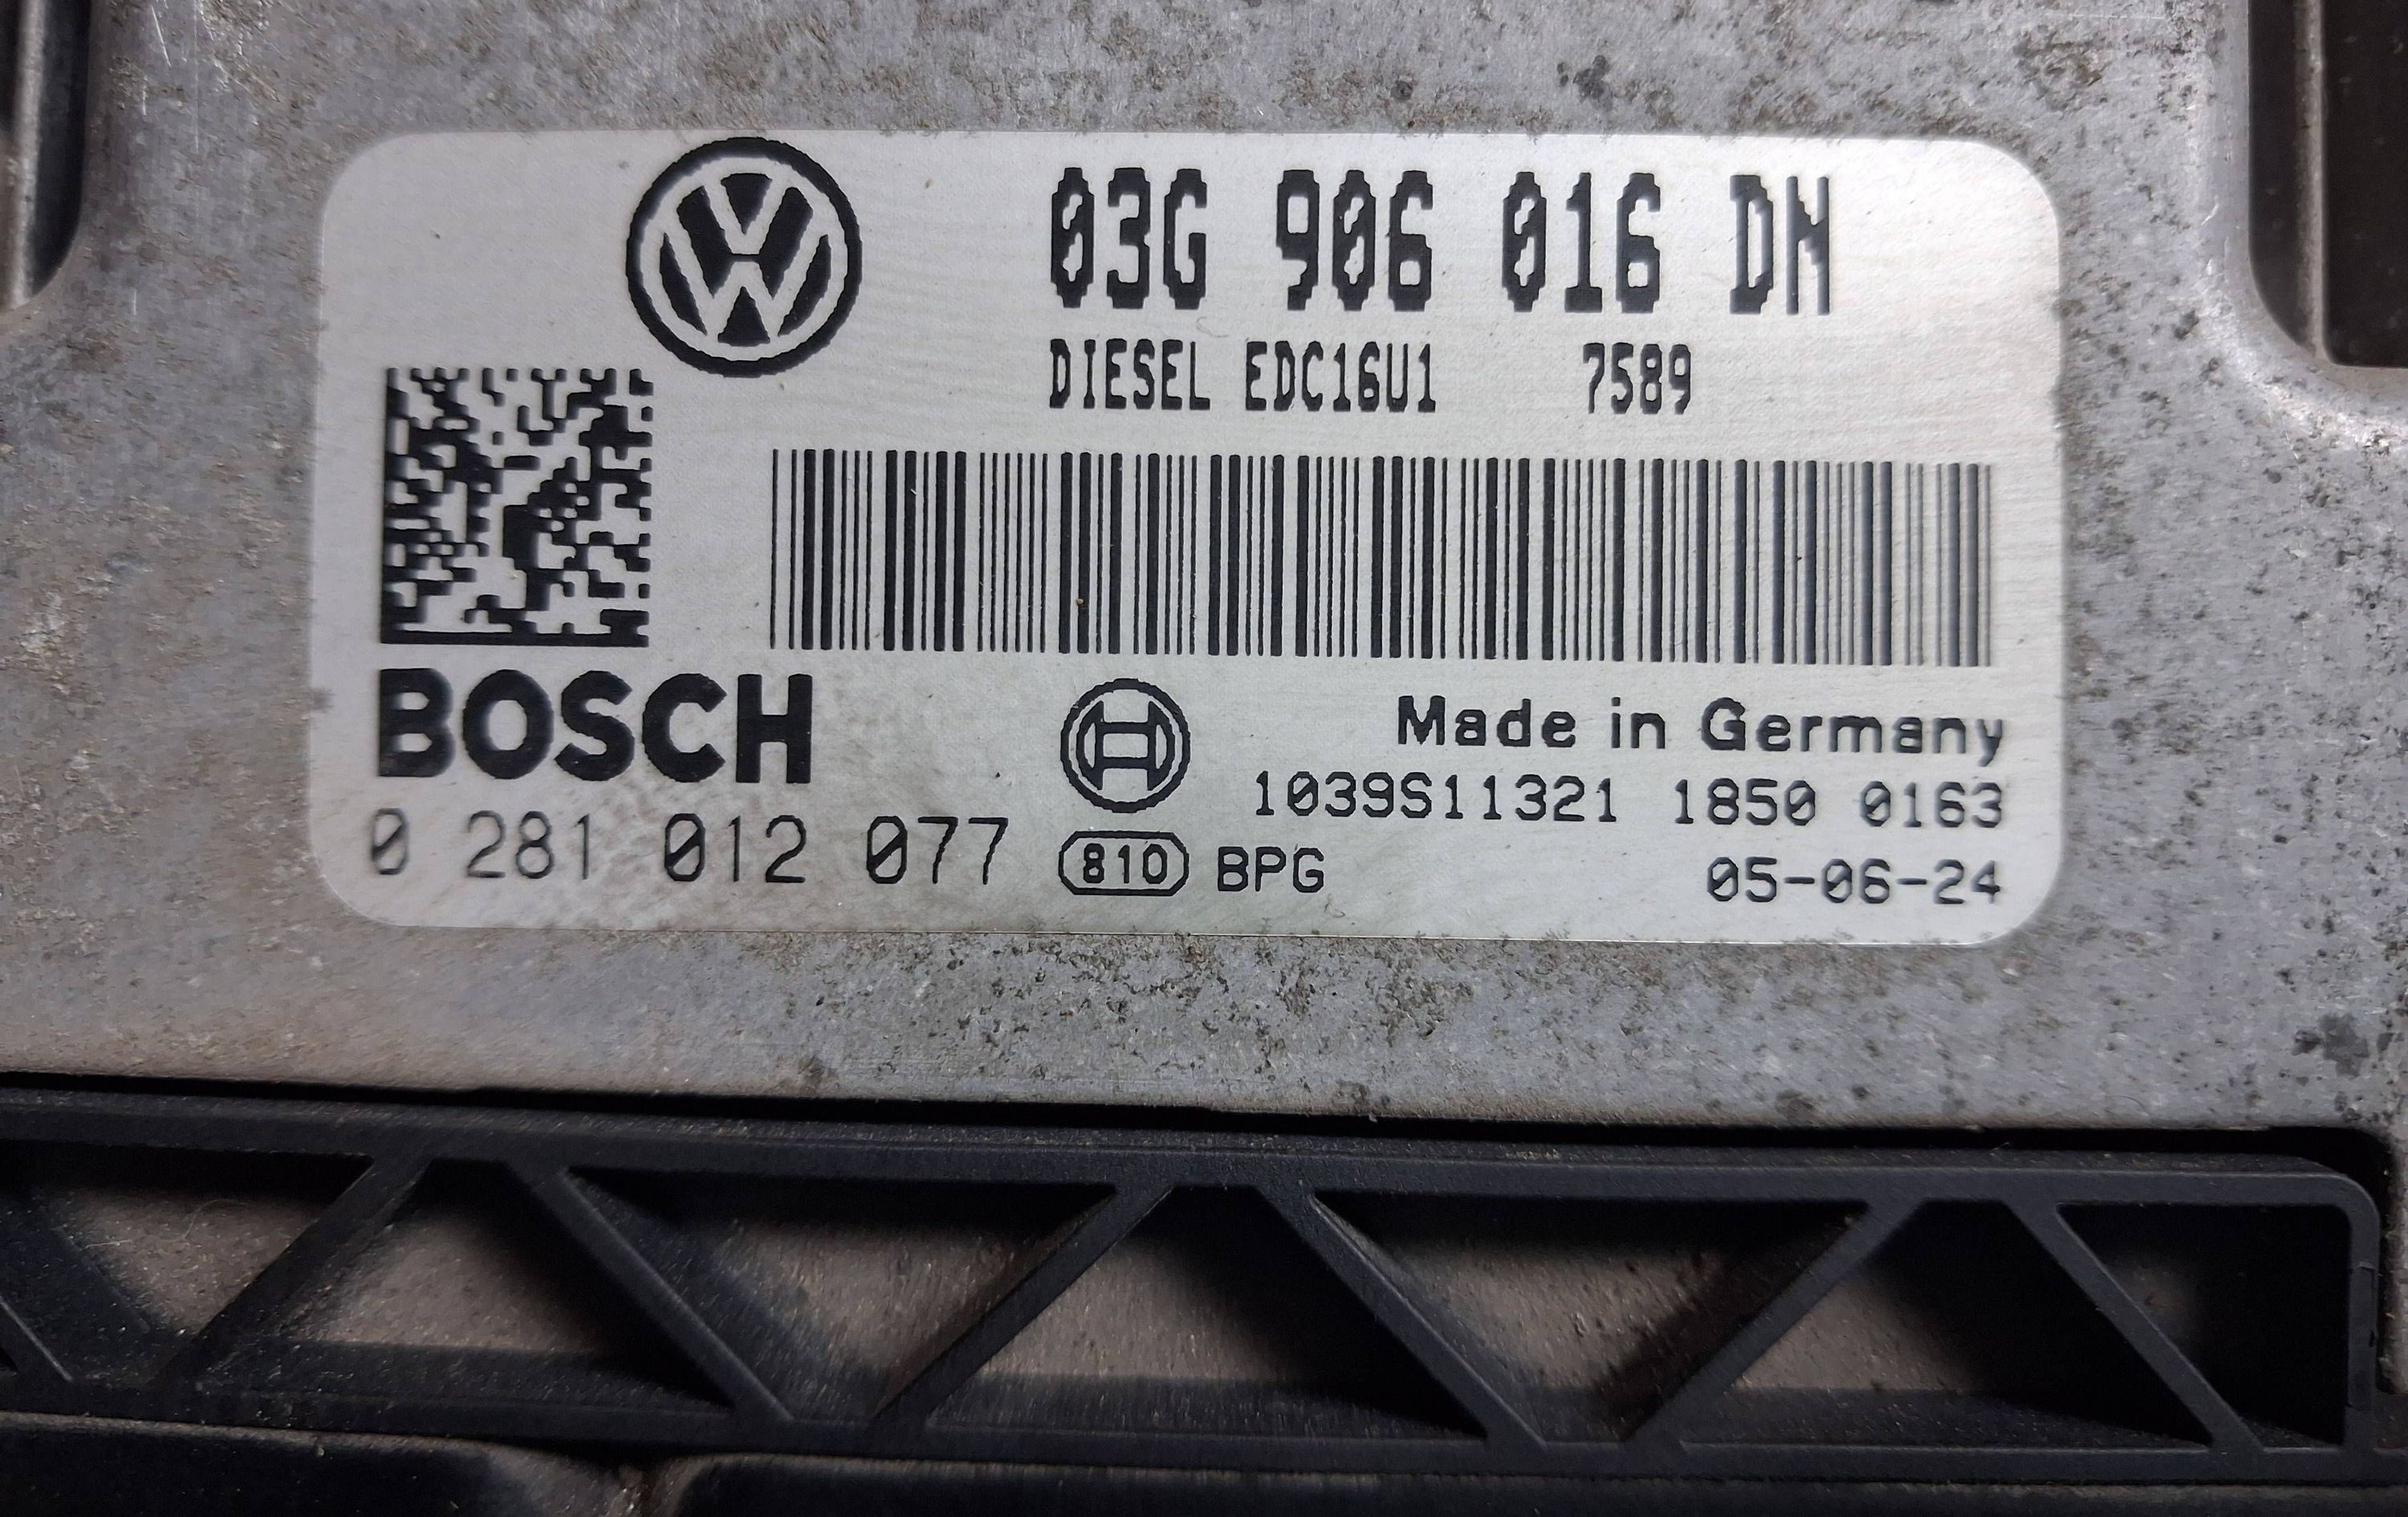 03G 906 016 DN
DIESEL EDC16U1 7589
BOSCH
Made in Germany
1039S11321 1850 0163
0 281 012 077
810 BPG
05-06-24